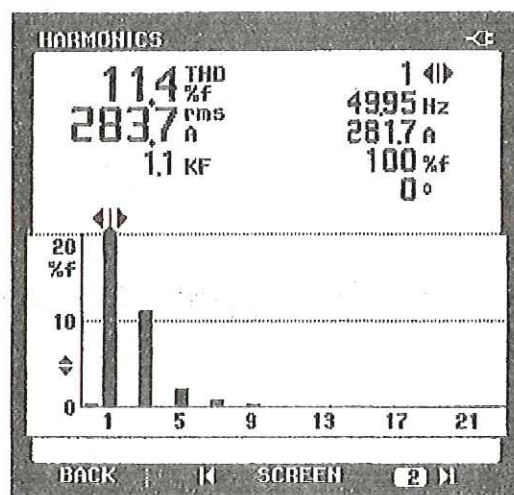 HARMONICS
11.4 THD %f
283.7 rms A
1.1 KF
1
49.95 Hz
281.7 A
100 %f
0 °
20
%f
10
0
1 5 9 13 17 21
BACK SCREEN 2